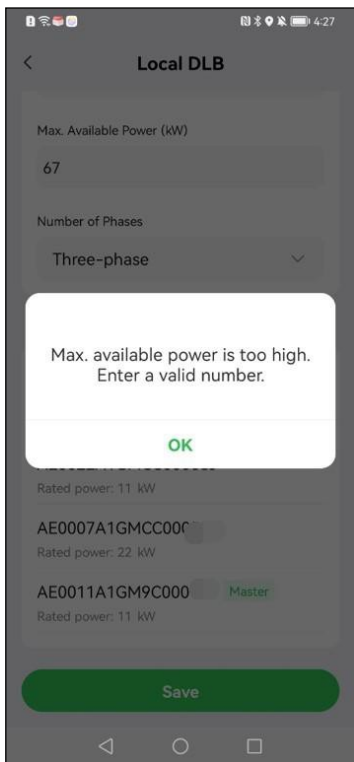 4:27
Local DLB
Max. Available Power (kW)
67
Number of Phases
Three-phase
Max. available power is too high.
Enter a valid number.
OK
Rated power: 11 kW
AE0007A1GMCC000
Rated power: 22 kW
AE0011A1GM9C000 Master
Rated power: 11 kW
Save